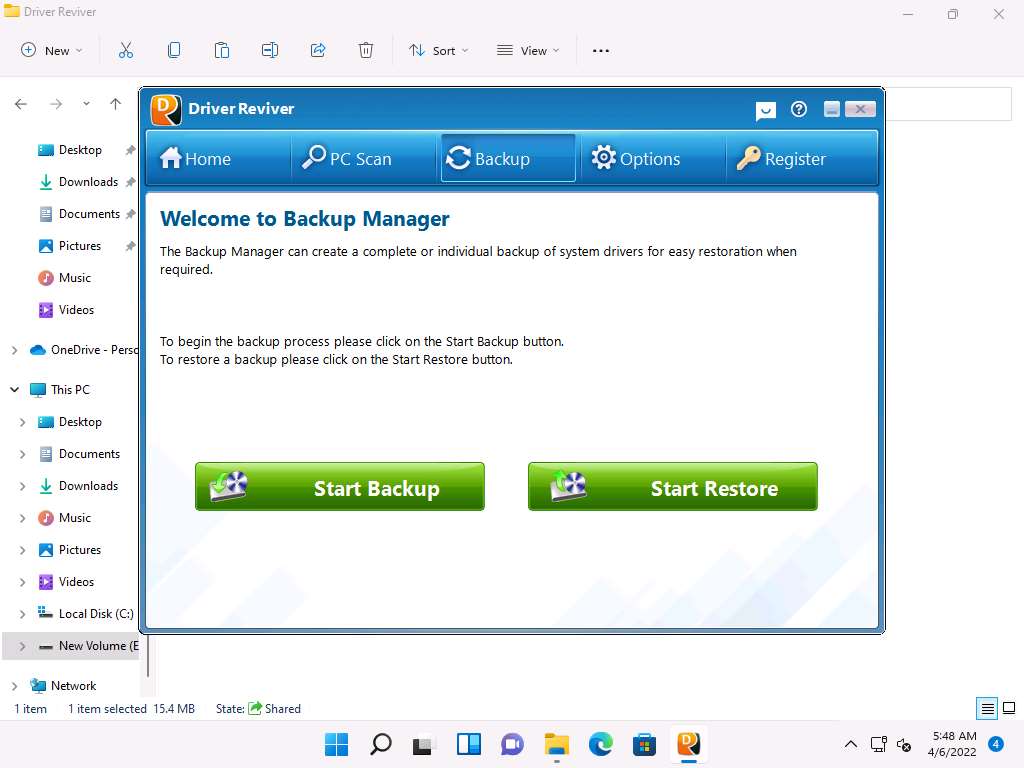 Driver Reviver
New
Sort
View
Driver Reviver
Home
PC Scan
Backup
Options
Register
Welcome to Backup Manager
The Backup Manager can create a complete or individual backup of system drivers for easy restoration when
required.
To begin the backup process please click on the Start Backup button.
To restore a backup please click on the Start Restore button.
Start Backup
Start Restore
Desktop
Downloads
Documents
Pictures
Music
Videos
OneDrive - Perso
This PC
Desktop
Documents
Downloads
Music
Pictures
Videos
Local Disk (C:)
New Volume (E
Network
1 item
1 item selected 15.4 MB
State: Shared
5:48 AM
4/6/2022
4